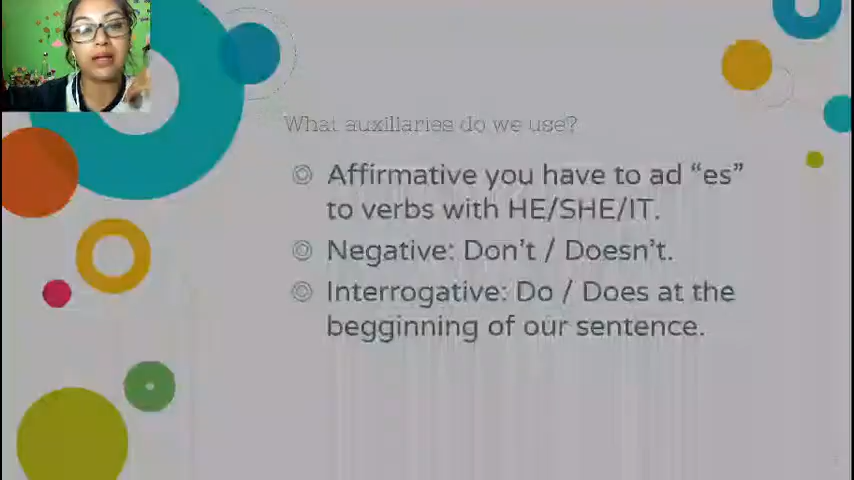 What auxillaries do we use?
Affirmative you have to ad “es”
to verbs with HE/SHE/IT.
Negative: Don’t / Doesn’t.
Interrogative: Do / Does at the
begginning of our sentence.